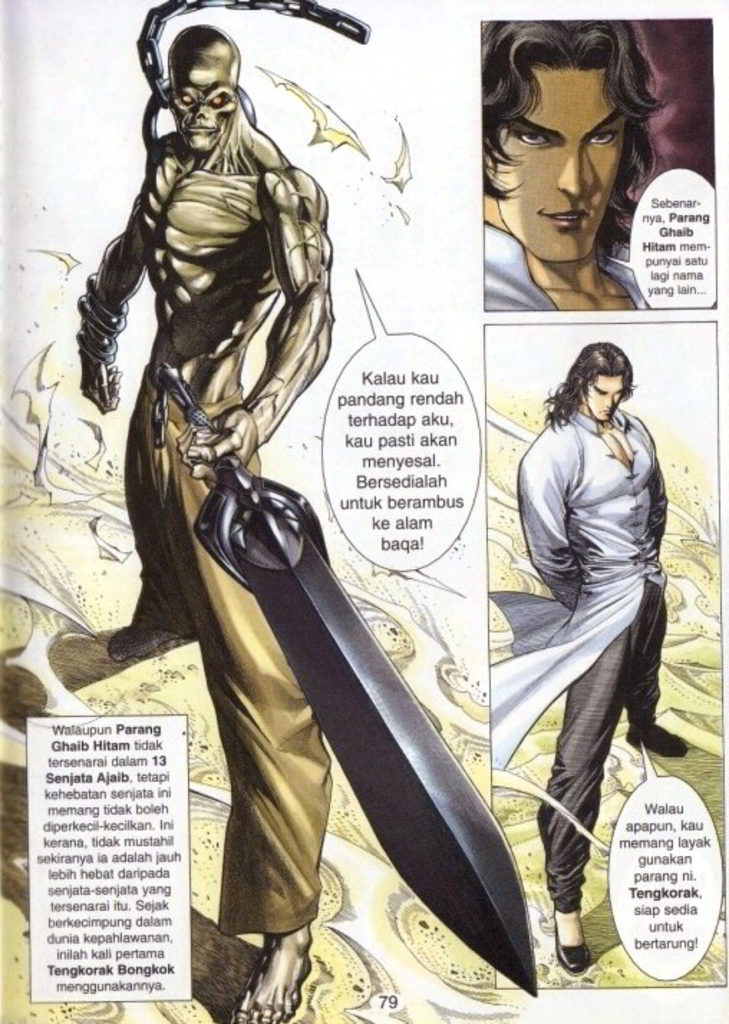 Sebenar-
nya, Parang
Ghaib
Hitam mem-
punyai satu
lagi nama
yang lain...
Kalau kau
pandang rendah
terhadap aku,
kau pasti akan
menyesal.
Bersedialah
untuk berambus
ke alam
baqa!
Walaupun Parang
Ghaib Hitam tidak
tersenarai dalam 13
Senjata Ajaib, tetapi
kehebatan senjata ini
memang tidak boleh
diperkecil-kecilkan. Ini
kerana, tidak mustahil
sekiranya ia adalah jauh
lebih hebat daripada
senjata-senjata yang
tersenarai itu. Sejak
berkecimpung dalam
dunia kepahlawanan,
inilah kali pertama
Tengkorak Bongkok
menggunakannya.
Walau
apapun, kau
memang layak
gunakan
parang ni.
Tengkorak,
siap sedia
untuk
bertarung!
79